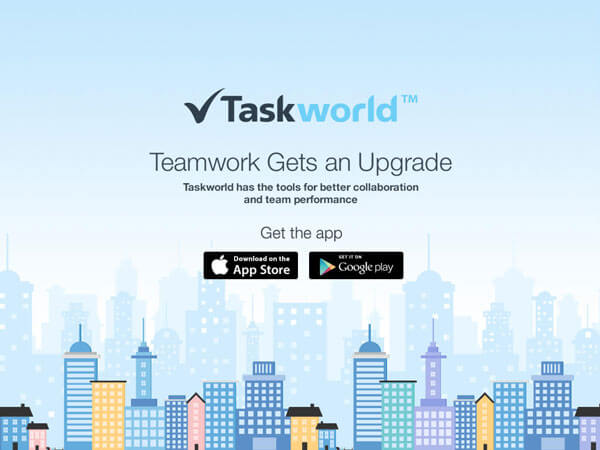 Taskworld™
Teamwork Gets an Upgrade
Taskworld has the tools for better collaboration
and team performance
Get the app
Download on the
App Store
GET IT ON
Google play